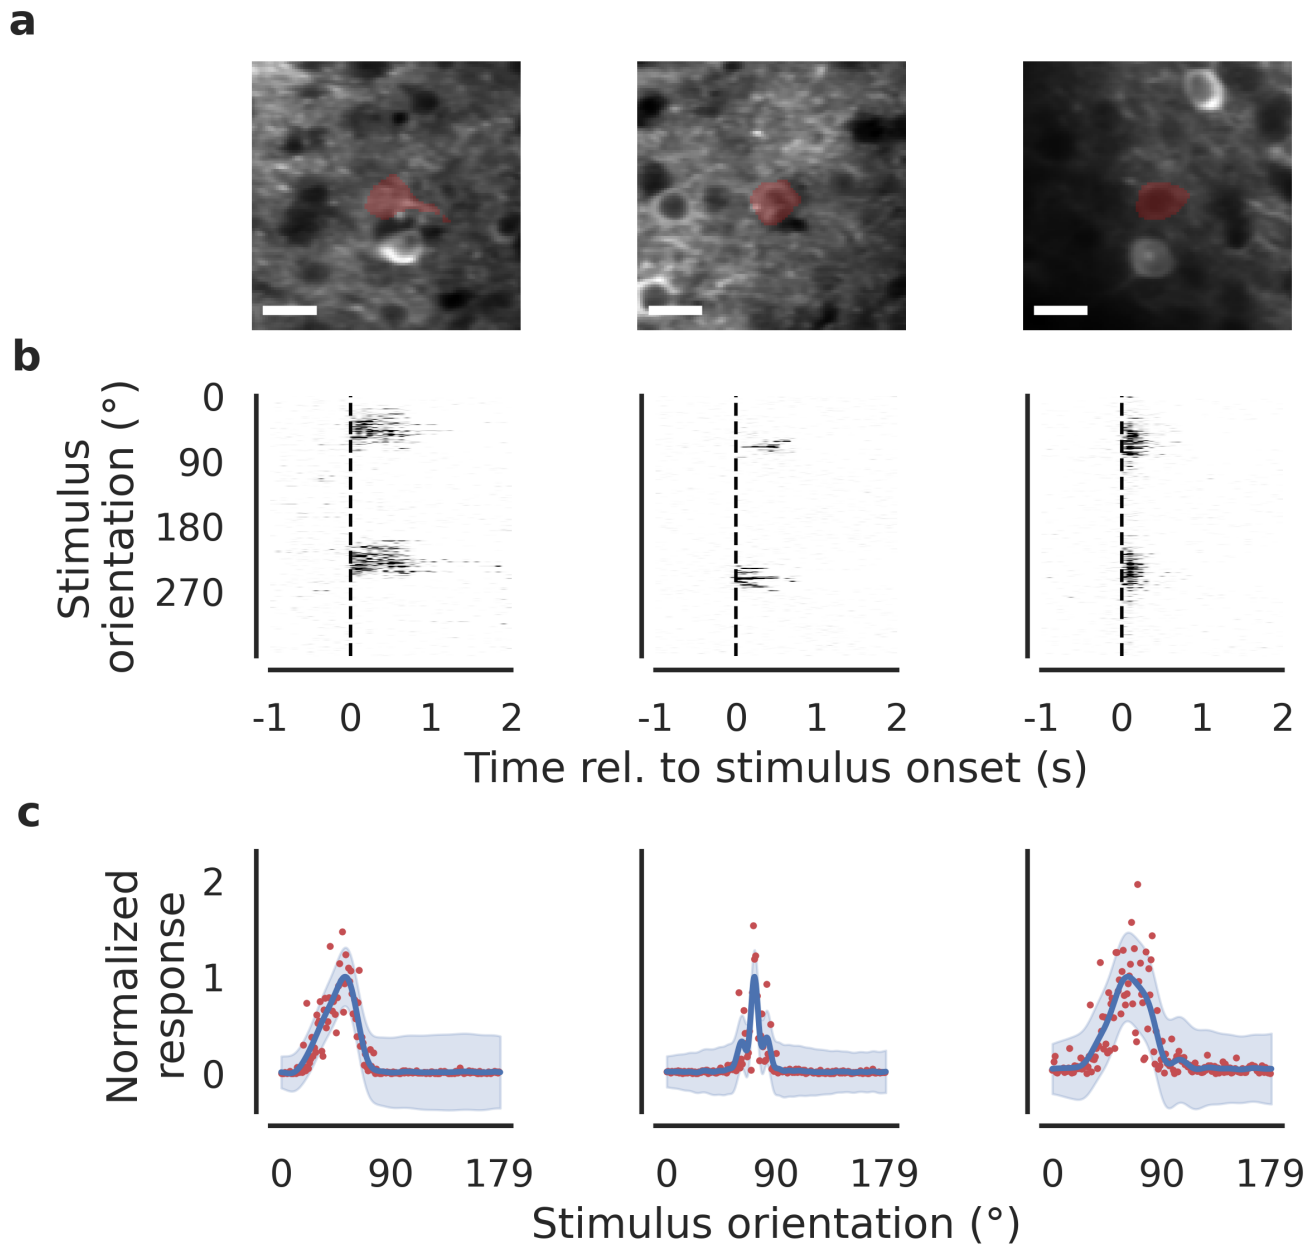 a
b
Stimulus
orientation (°)
0
90
180
270
-1 0 1 2
-1 0 1 2
-1 0 1 2
Time rel. to stimulus onset (s)
c
Normalized
response
2
1
0
0 90 179
0 90 179
0 90 179
Stimulus orientation (°)